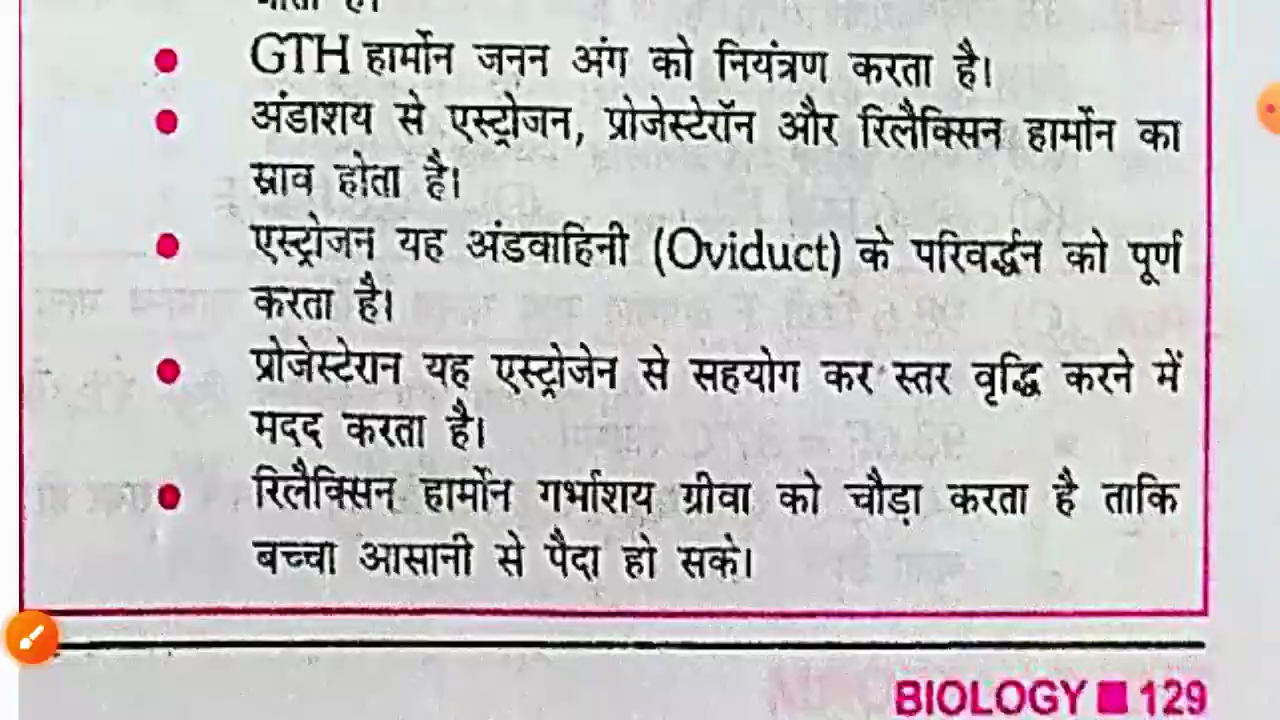 GTH हार्मोन जनन अंग को नियंत्रण करता है।
अंडाशय से एस्ट्रोजन, प्रोजेस्टेरॉन और रिलैक्सिन हार्मोन का
स्राव होता है।
एस्ट्रोजन यह अंडवाहिनी (Oviduct) के परिवर्द्धन को पूर्ण
करता है।
प्रोजेस्टेरान यह एस्ट्रोजेन से सहयोग कर स्तर वृद्धि करने में
मदद करता है।
रिलैक्सिन हार्मोन गर्भाशय ग्रीवा को चौड़ा करता है ताकि
बच्चा आसानी से पैदा हो सके।
BIOLOGY ■ 129